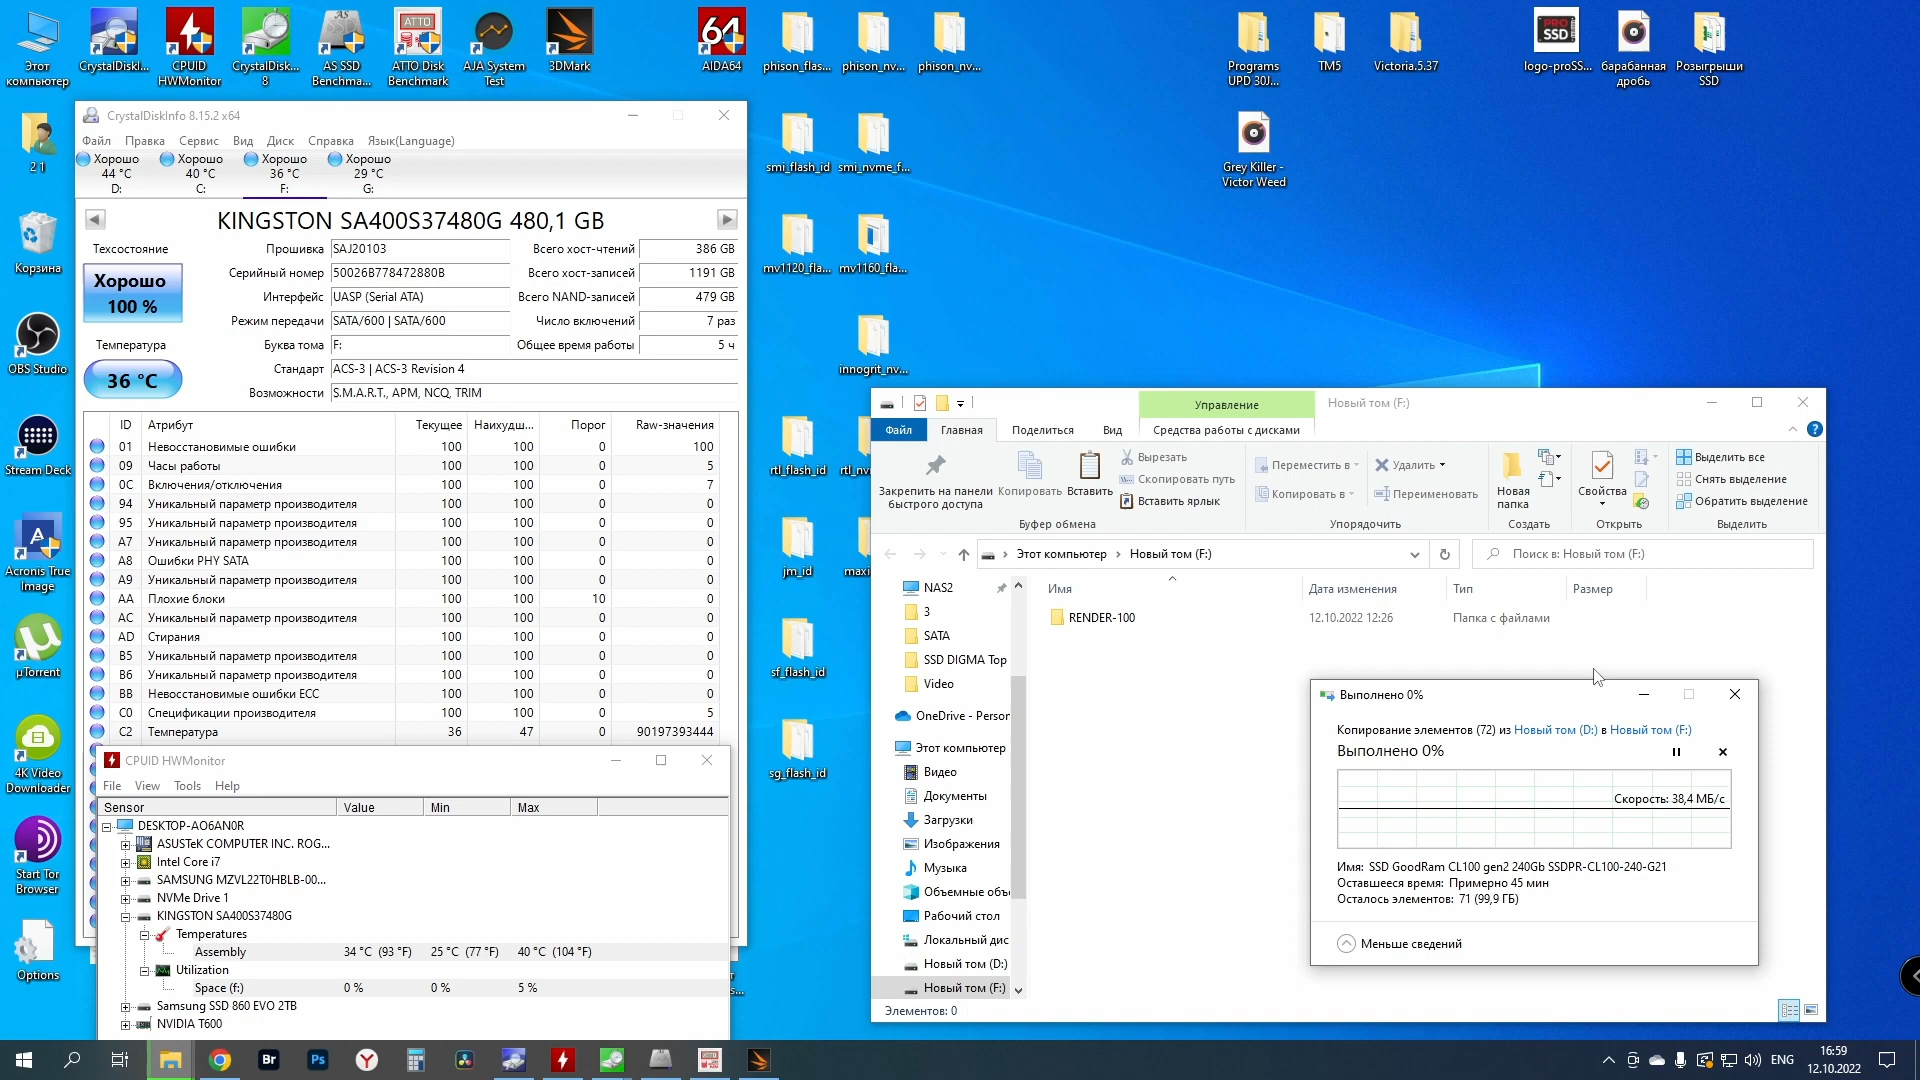 Этот компьютер
CrystalDiskI...
CPUID HWMonitor
CrystalDisk... 8
AS SSD Benchma...
ATTO Disk Benchmark
AJA System Test
3DMark
AIDA64
phison_flas...
phison_nv...
phison_nv...
Programs UPD 30J...
TM5
Victoria.5.37
logo-proSS...
барабанная дробь
Розыгрыши SSD
2 1
smi_flash_id
smi_nvme_f...
Grey Killer - Victor Weed
Корзина
mv1120_fla...
mv1160_fla...
OBS Studio
innogrit_nv...
Stream Deck
rtl_flash_id
rtl_nv
Acronis True Image
jm_id
maxi
µTorrent
sf_flash_id
4K Video Downloader
sg_flash_id
Start Tor Browser
Options
CrystalDiskInfo 8.15.2 x64
Файл Правка Сервис Вид Диск Справка Язык(Language)
Хорошо Хорошо Хорошо Хорошо
44 °C 40 °C 36 °C 29 °C
D: C: F: G:
KINGSTON SA400S37480G 480,1 GB
Техсостояние Прошивка SAJ20103 Всего хост-чтений 386 GB
Хорошо 100 %
Серийный номер 50026B778472880B Всего хост-записей 1191 GB
Интерфейс UASP (Serial ATA) Всего NAND-записей 479 GB
Режим передачи SATA/600 | SATA/600 Число включений 7 раз
Температура Буква тома F: Общее время работы 5 ч
36 °C
Стандарт ACS-3 | ACS-3 Revision 4
Возможности S.M.A.R.T., APM, NCQ, TRIM
ID Атрибут Текущее Наихудш... Порог Raw-значения
01 Невосстановимые ошибки 100 100 0 100
09 Часы работы 100 100 0 5
0C Включения/отключения 100 100 0 7
94 Уникальный параметр производителя 100 100 0 0
95 Уникальный параметр производителя 100 100 0 0
A7 Уникальный параметр производителя 100 100 0 0
A8 Ошибки PHY SATA 100 100 0 0
A9 Уникальный параметр производителя 100 100 0 0
AA Плохие блоки 100 100 10 0
AC Уникальный параметр производителя 100 100 0 0
AD Стирания 100 100 0 0
B5 Уникальный параметр производителя 100 100 0 0
B6 Уникальный параметр производителя 100 100 0 0
BB Невосстановимые ошибки ECC 100 100 0 0
C0 Спецификации производителя 100 100 0 5
C2 Температура 36 47 0 90197393444
CPUID HWMonitor
File View Tools Help
Sensor Value Min Max
DESKTOP-AO6AN0R
ASUSTeK COMPUTER INC. ROG...
Intel Core i7
SAMSUNG MZVL22T0HBLB-00...
NVMe Drive 1
KINGSTON SA400S37480G
Temperatures
Assembly 34 °C (93 °F) 25 °C (77 °F) 40 °C (104 °F)
Utilization
Space (f:) 0 % 0 % 5 %
Samsung SSD 860 EVO 2TB
NVIDIA T600
Управление Новый том (F:)
Файл Главная Поделиться Вид Средства работы с дисками
Закрепить на панели быстрого доступа
Копировать
Вставить
Вырезать
Скопировать путь
Вставить ярлык
Буфер обмена
Переместить в
Копировать в
Удалить
Переименовать
Упорядочить
Новая папка
Создать
Свойства
Открыть
Выделить все
Снять выделение
Обратить выделение
Выделить
Этот компьютер Новый том (F:) Поиск в: Новый том (F:)
Имя Дата изменения Тип Размер
RENDER-100 12.10.2022 12:26 Папка с файлами
NAS2
3
SATA
SSD DIGMA Top
Video
OneDrive - Person
Этот компьютер
Видео
Документы
Загрузки
Изображения
Музыка
Объемные объ
Рабочий стол
Локальный дис
Новый том (D:)
Новый том (F:)
Элементов: 0
Выполнено 0%
Копирование элементов (72) из Новый том (D:) в Новый том (F:)
Выполнено 0%
Скорость: 38,4 МБ/с
Имя: SSD GoodRam CL100 gen2 240Gb SSDPR-CL100-240-G21
Оставшееся время: Примерно 45 мин
Осталось элементов: 71 (99,9 ГБ)
Меньше сведений
Br
Ps
ENG
16:59
12.10.2022